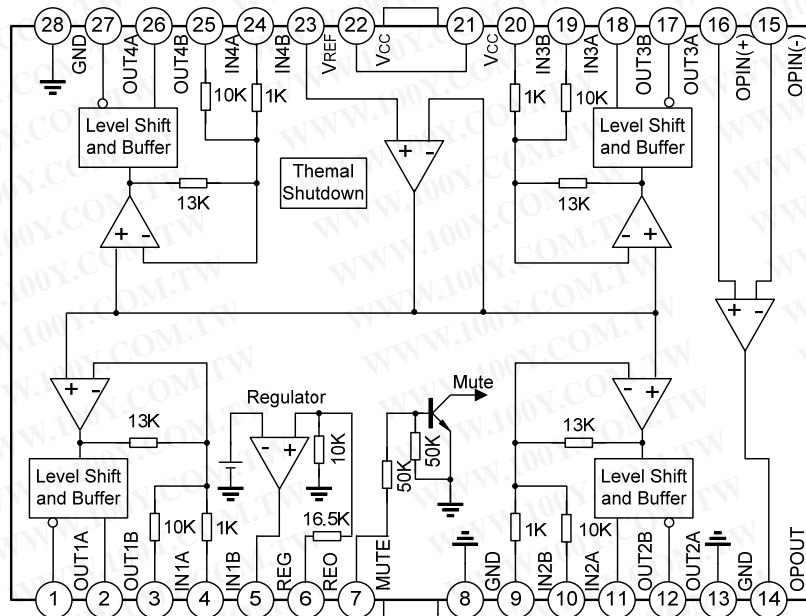 28 27 26 25 24 23 22 21 20 19 18 17 16 15
GND OUT4A OUT4B IN4A IN4B VREF VCC VCC IN3B IN3A OUT3B OUT3A OPIN(+) OPIN(-)
10K 1K 1K 10K
Level Shift
and Buffer
Themal
Shutdown
+ -
Level Shift
and Buffer
13K 13K
+ - - +
+ -
+ - - +
Regulator
Mute
13K
- +
10K
50K
50K
13K
Level Shift
and Buffer
Level Shift
and Buffer
10K 1K
16.5K
1K 10K
OUT1A OUT1B IN1A IN1B REG REO MUTE GND IN2B IN2A OUT2B OUT2A GND OPOUT
1 2 3 4 5 6 7 8 9 10 11 12 13 14
WWW.100Y.COM.TW